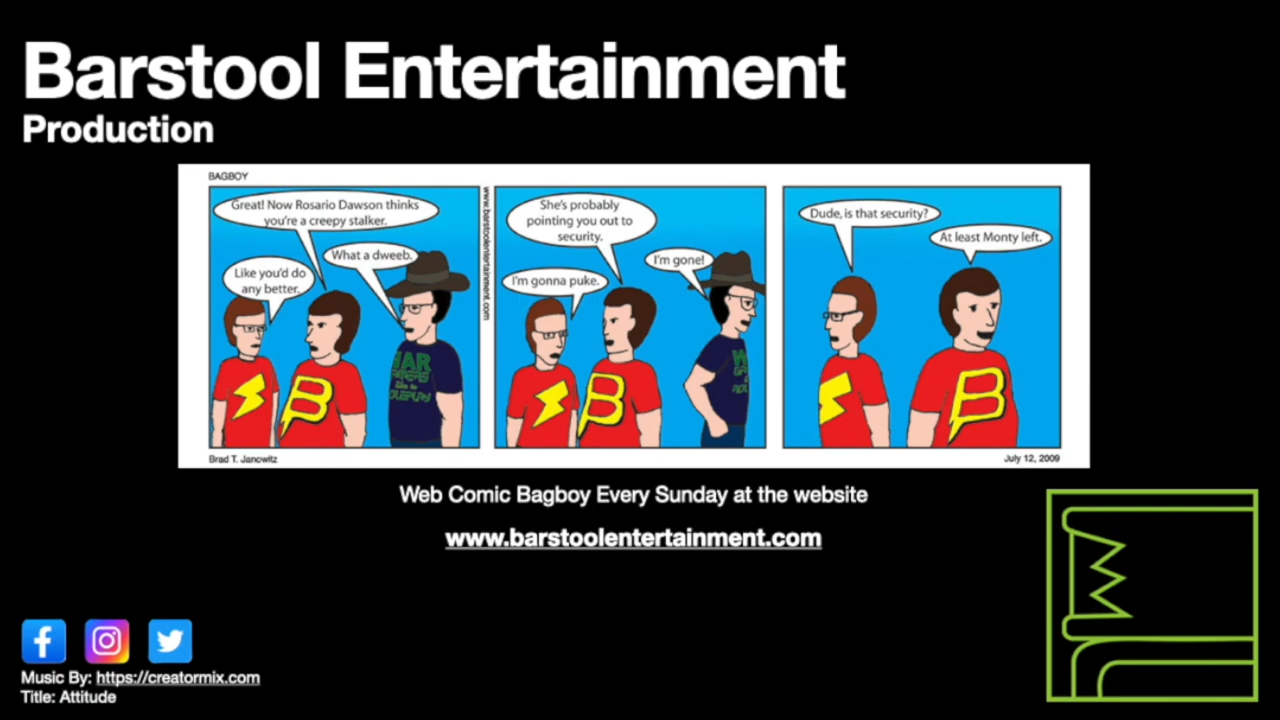 Barstool Entertainment
Production
BAGBOY
Great! Now Rosario Dawson thinks
you're a creepy stalker.
What a dweeb.
Like you'd do
any better.
www.barstoolentertainment.com
She's probably
pointing you out to
security.
I'm gone!
I'm gonna puke.
Dude, is that security?
At least Monty left.
B
B
B
Brad T. Janowitz
July 12, 2009
Web Comic Bagboy Every Sunday at the website
www.barstoolentertainment.com
Music By: https://creatormix.com
Title: Attitude